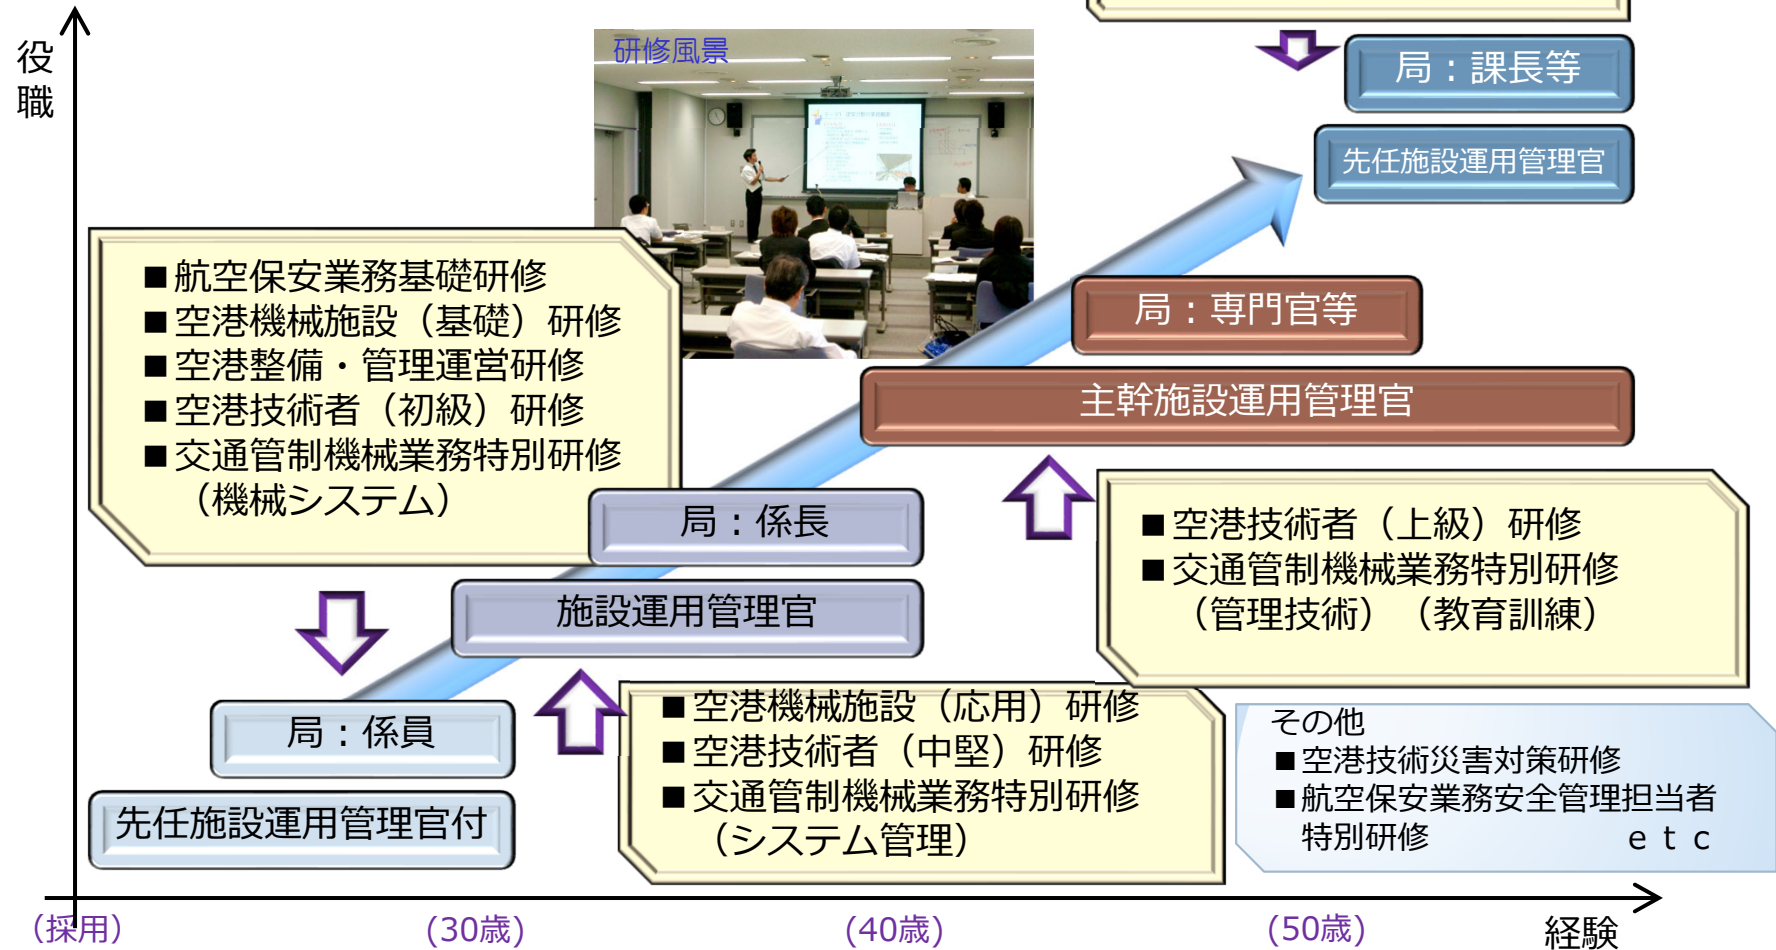 役
職
研修風景
局：課長等
先任施設運用管理官
■航空保安業務基礎研修
■空港機械施設（基礎）研修
■空港整備・管理運営研修
■空港技術者（初級）研修
■交通管制機械業務特別研修
（機械システム）
局：専門官等
主幹施設運用管理官
局：係長
施設運用管理官
■空港技術者（上級）研修
■交通管制機械業務特別研修
（管理技術）（教育訓練）
局：係員
先任施設運用管理官付
■空港機械施設（応用）研修
■空港技術者（中堅）研修
■交通管制機械業務特別研修
（システム管理）
その他
■空港技術災害対策研修
■航空保安業務安全管理担当者
特別研修　ｅｔｃ
（採用）
(30歳)
(40歳)
(50歳)
経験